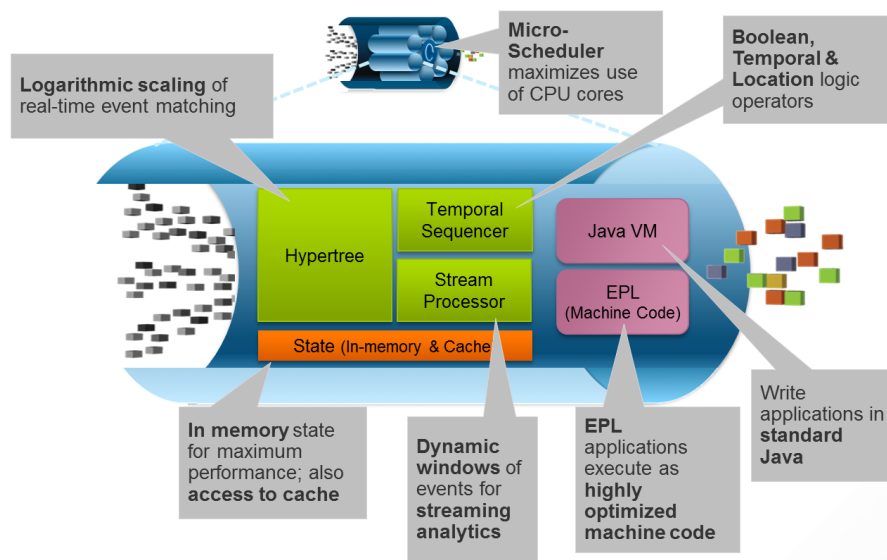 Micro-
Scheduler
maximizes use
of CPU cores
Boolean,
Temporal &
Location logic
operators
Logarithmic scaling of
real-time event matching
C
Hypertree
Temporal
Sequencer
Stream
Processor
Java VM
EPL
(Machine Code)
State (In-memory & Cache
In memory state
for maximum
performance; also
access to cache
Dynamic
windows of
events for
streaming
analytics
EPL
applications
execute as
highly
optimized
machine code
Write
applications in
standard
Java